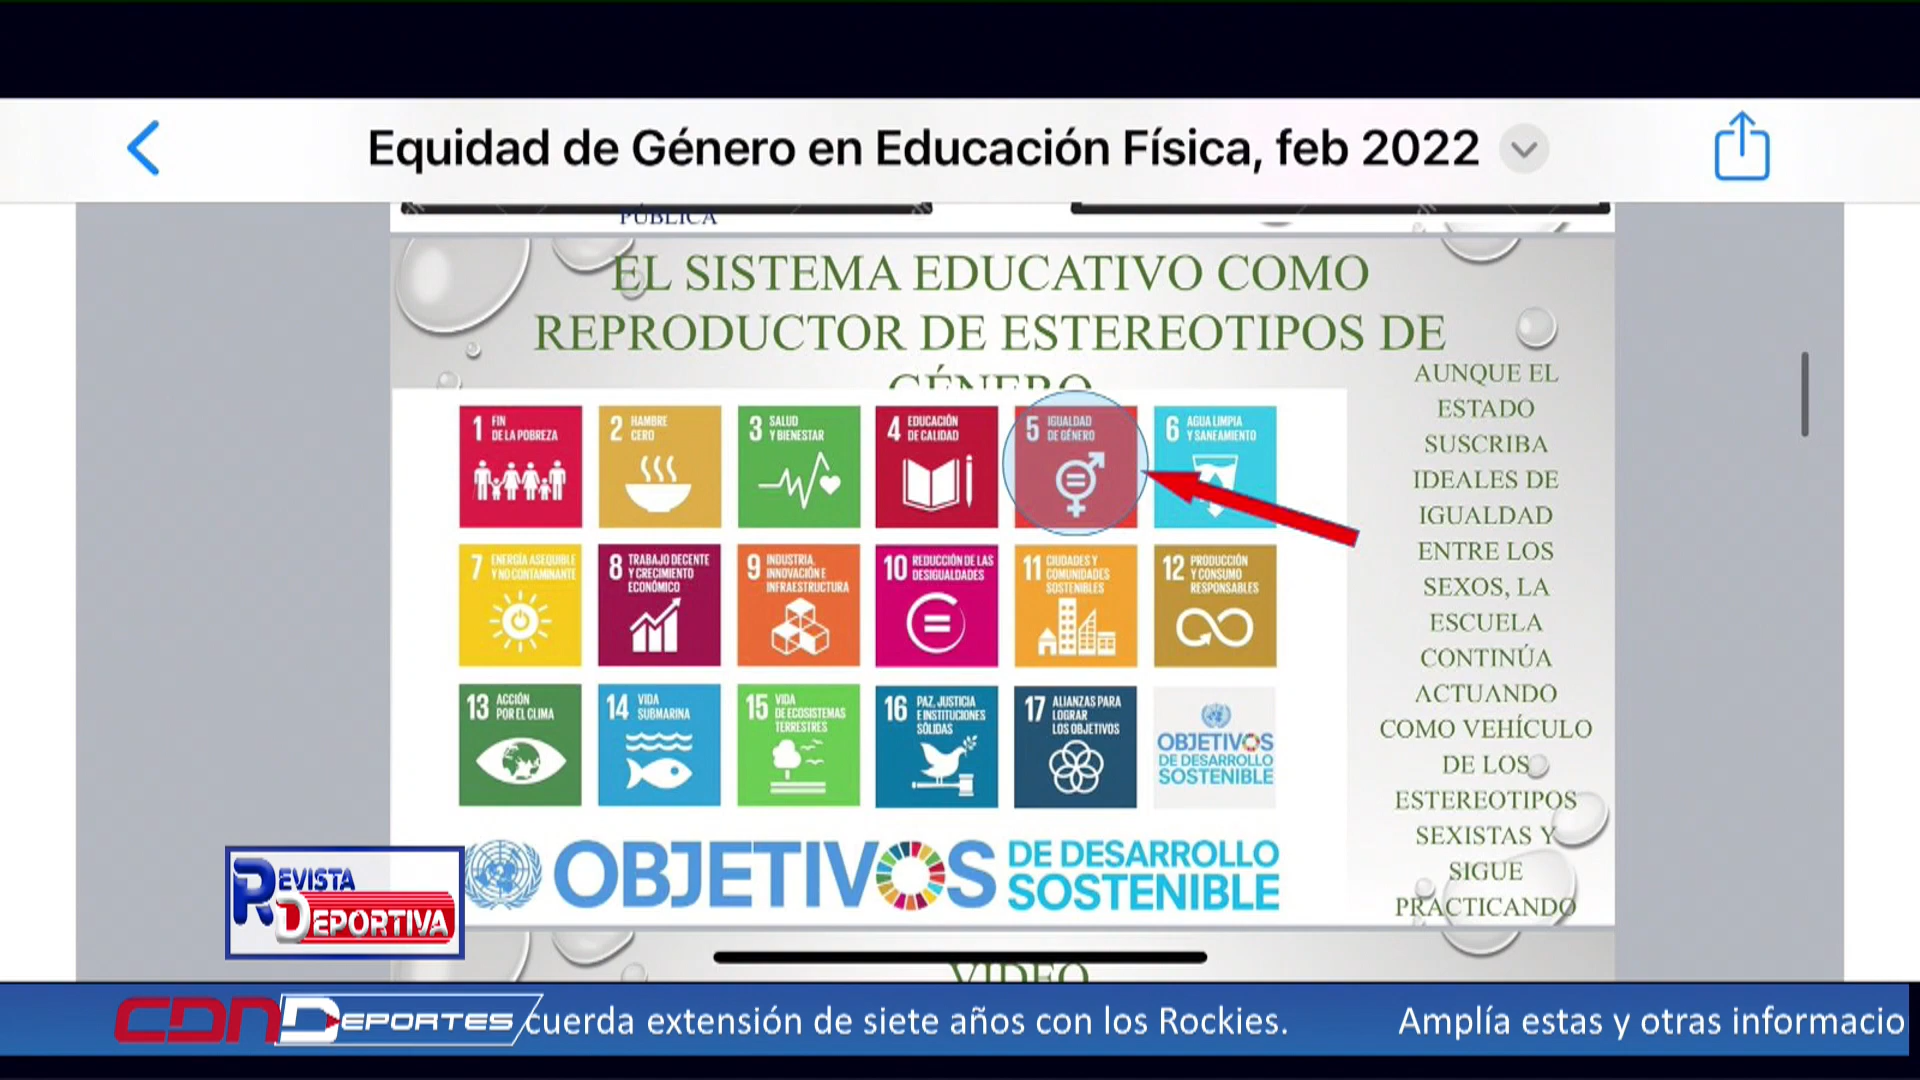 Equidad de Género en Educación Física, feb 2022
PÚBLICA
EL SISTEMA EDUCATIVO COMO
REPRODUCTOR DE ESTEREOTIPOS DE
GÉNERO
1 FIN
DE LA POBREZA
2 HAMBRE
CERO
3 SALUD
Y BIENESTAR
4 EDUCACIÓN
DE CALIDAD
5 IGUALDAD
DE GÉNERO
6 AGUA LIMPIA
Y SANEAMIENTO
7 ENERGÍA ASEQUIBLE
Y NO CONTAMINANTE
8 TRABAJO DECENTE
Y CRECIMIENTO
ECONÓMICO
9 INDUSTRIA,
INNOVACIÓN E
INFRAESTRUCTURA
10 REDUCCIÓN DE LAS
DESIGUALDADES
11 CIUDADES Y
COMUNIDADES
SOSTENIBLES
12 PRODUCCIÓN
Y CONSUMO
RESPONSABLES
13 ACCIÓN
POR EL CLIMA
14 VIDA
SUBMARINA
15 VIDA
DE ECOSISTEMAS
TERRESTRES
16 PAZ, JUSTICIA
E INSTITUCIONES
SÓLIDAS
17 ALIANZAS PARA
LOGRAR
LOS OBJETIVOS
OBJETIVOS
DE DESARROLLO
SOSTENIBLE
OBJETIVOS
DE DESARROLLO
SOSTENIBLE
AUNQUE EL
ESTADO
SUSCRIBA
IDEALES DE
IGUALDAD
ENTRE LOS
SEXOS, LA
ESCUELA
CONTINÚA
ACTUANDO
COMO VEHÍCULO
DE LOS
ESTEREOTIPOS
SEXISTAS Y
SIGUE
PRACTICANDO
VIDEO
REVISTA
DEPORTIVA
CDN DEPORTES
cuerda extensión de siete años con los Rockies. Amplía estas y otras informacio